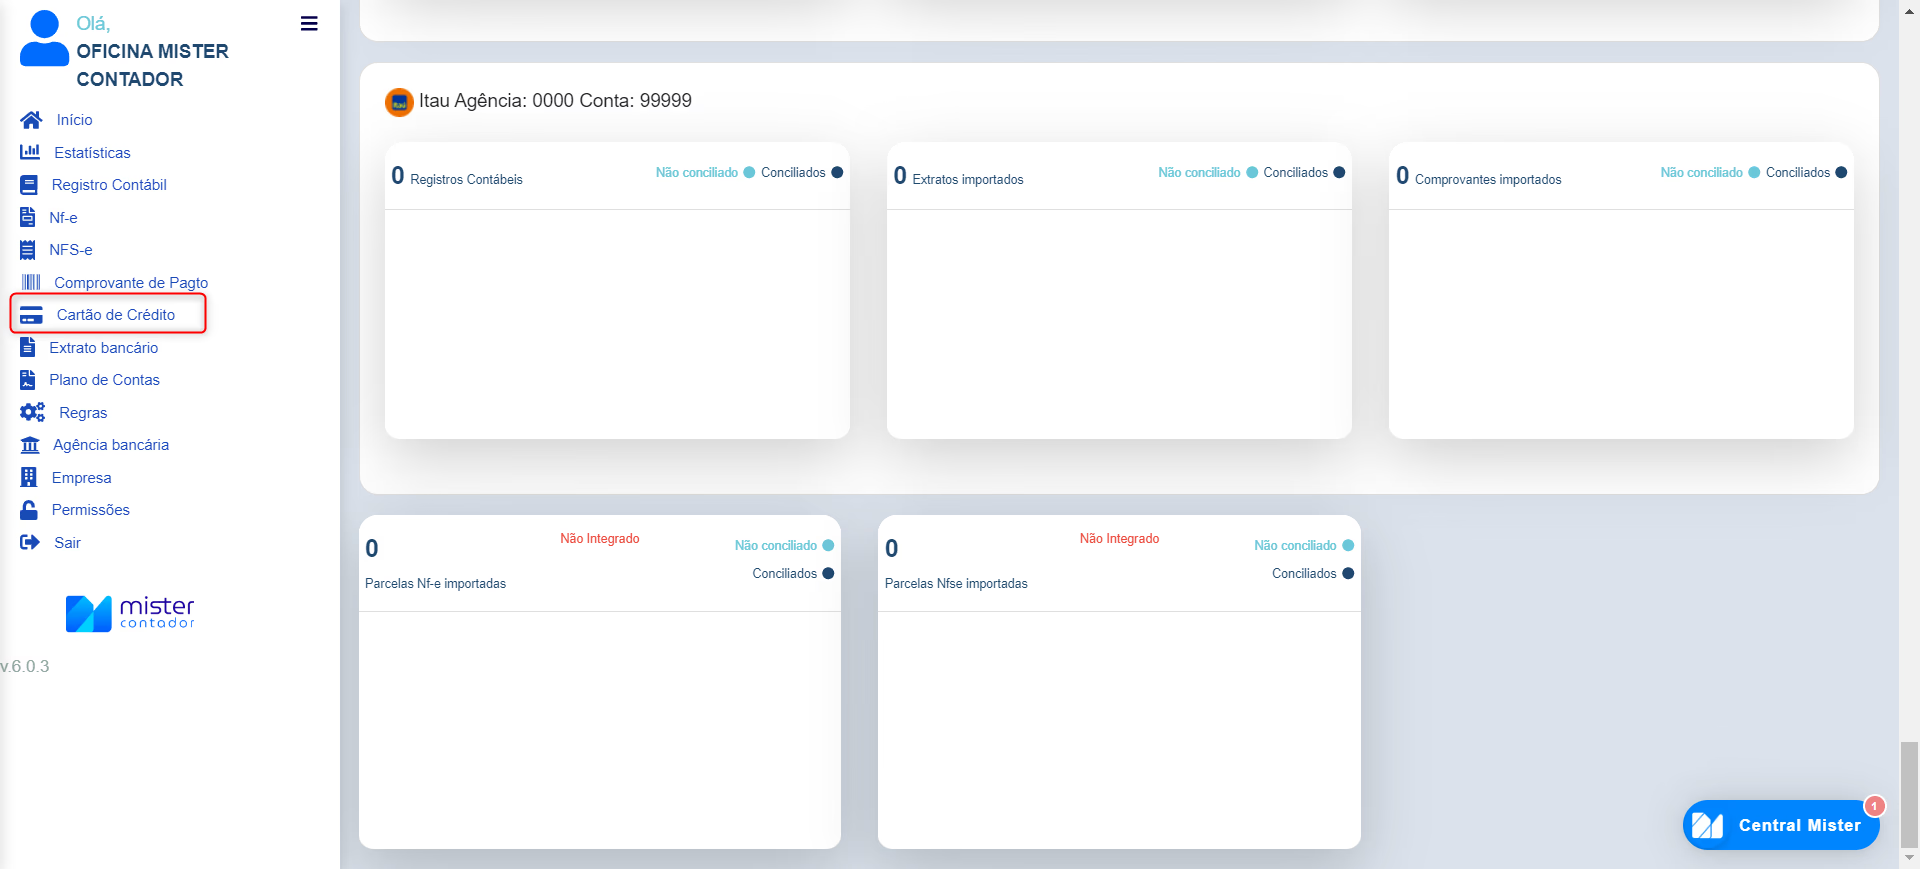 Olá,
OFICINA MISTER
CONTADOR
Início
Estatísticas
Registro Contábil
Nf-e
NFS-e
Comprovante de Pagto
Cartão de Crédito
Extrato bancário
Plano de Contas
Regras
Agência bancária
Empresa
Permissões
Sair
mister
contador
v.6.0.3
Itau Agência: 0000 Conta: 99999
0 Registros Contábeis Não conciliado Conciliados
0 Extratos importados Não conciliado Conciliados
0 Comprovantes importados Não conciliado Conciliados
0 Não Integrado Não conciliado
Conciliados
Parcelas Nf-e importadas
0 Não Integrado Não conciliado
Conciliados
Parcelas Nfse importadas
Central Mister
1